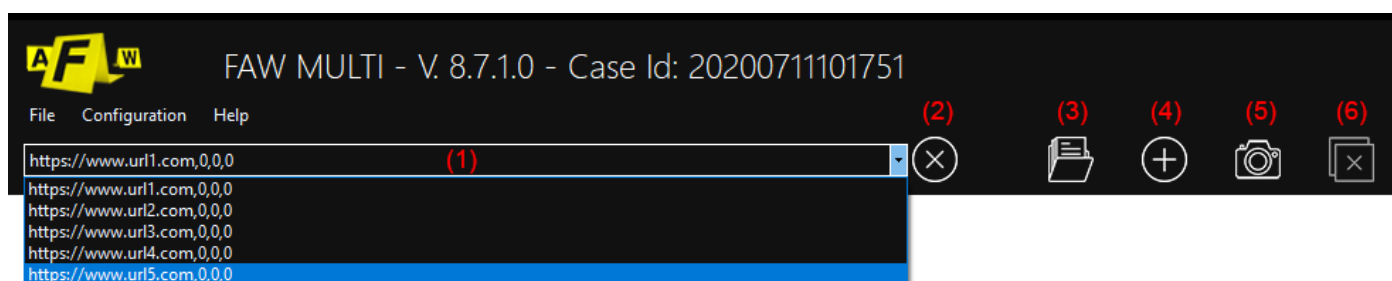 AFAW
FAW MULTI - V. 8.7.1.0 - Case Id: 20200711101751
File Configuration Help
(2) (3) (4) (5) (6)
https://www.url1.com,0,0,0 (1)
https://www.url1.com,0,0,0
https://www.url2.com,0,0,0
https://www.url3.com,0,0,0
https://www.url4.com,0,0,0
https://www.url5.com,0,0,0